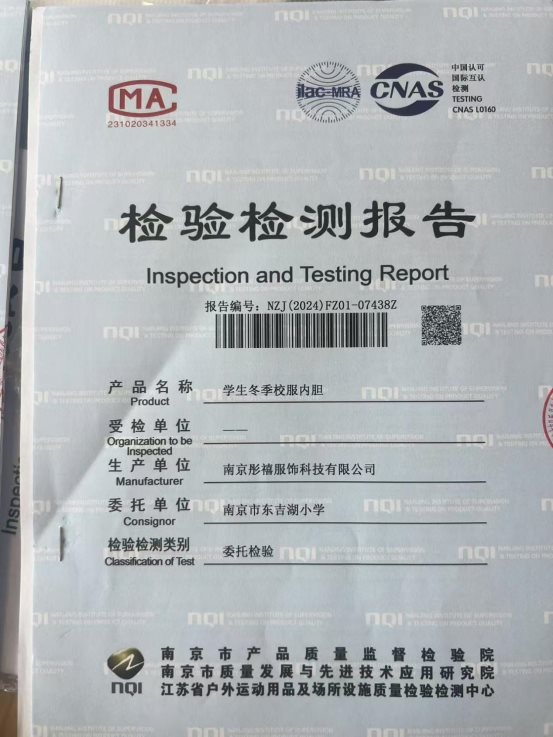 MA
231020341334
ilac-MRA
CNAS
中国认可
国际互认
检测
TESTING
CNAS L0160
检验检测报告
Inspection and Testing Report
报告编号: NZJ(2024)FZ01-07438Z
产品名称 学生冬季校服内胆
Product
受检单位 ——
Organization to be
Inspected
生产单位 南京彤禧服饰科技有限公司
Manufacturer
委托单位 南京市东吉湖小学
Consignor
检验检测类别 委托检验
Classification of Test
nqi
南京市产品质量监督检验院
南京市质量发展与先进技术应用研究院
江苏省户外运动用品及场所设施质量检验检测中心